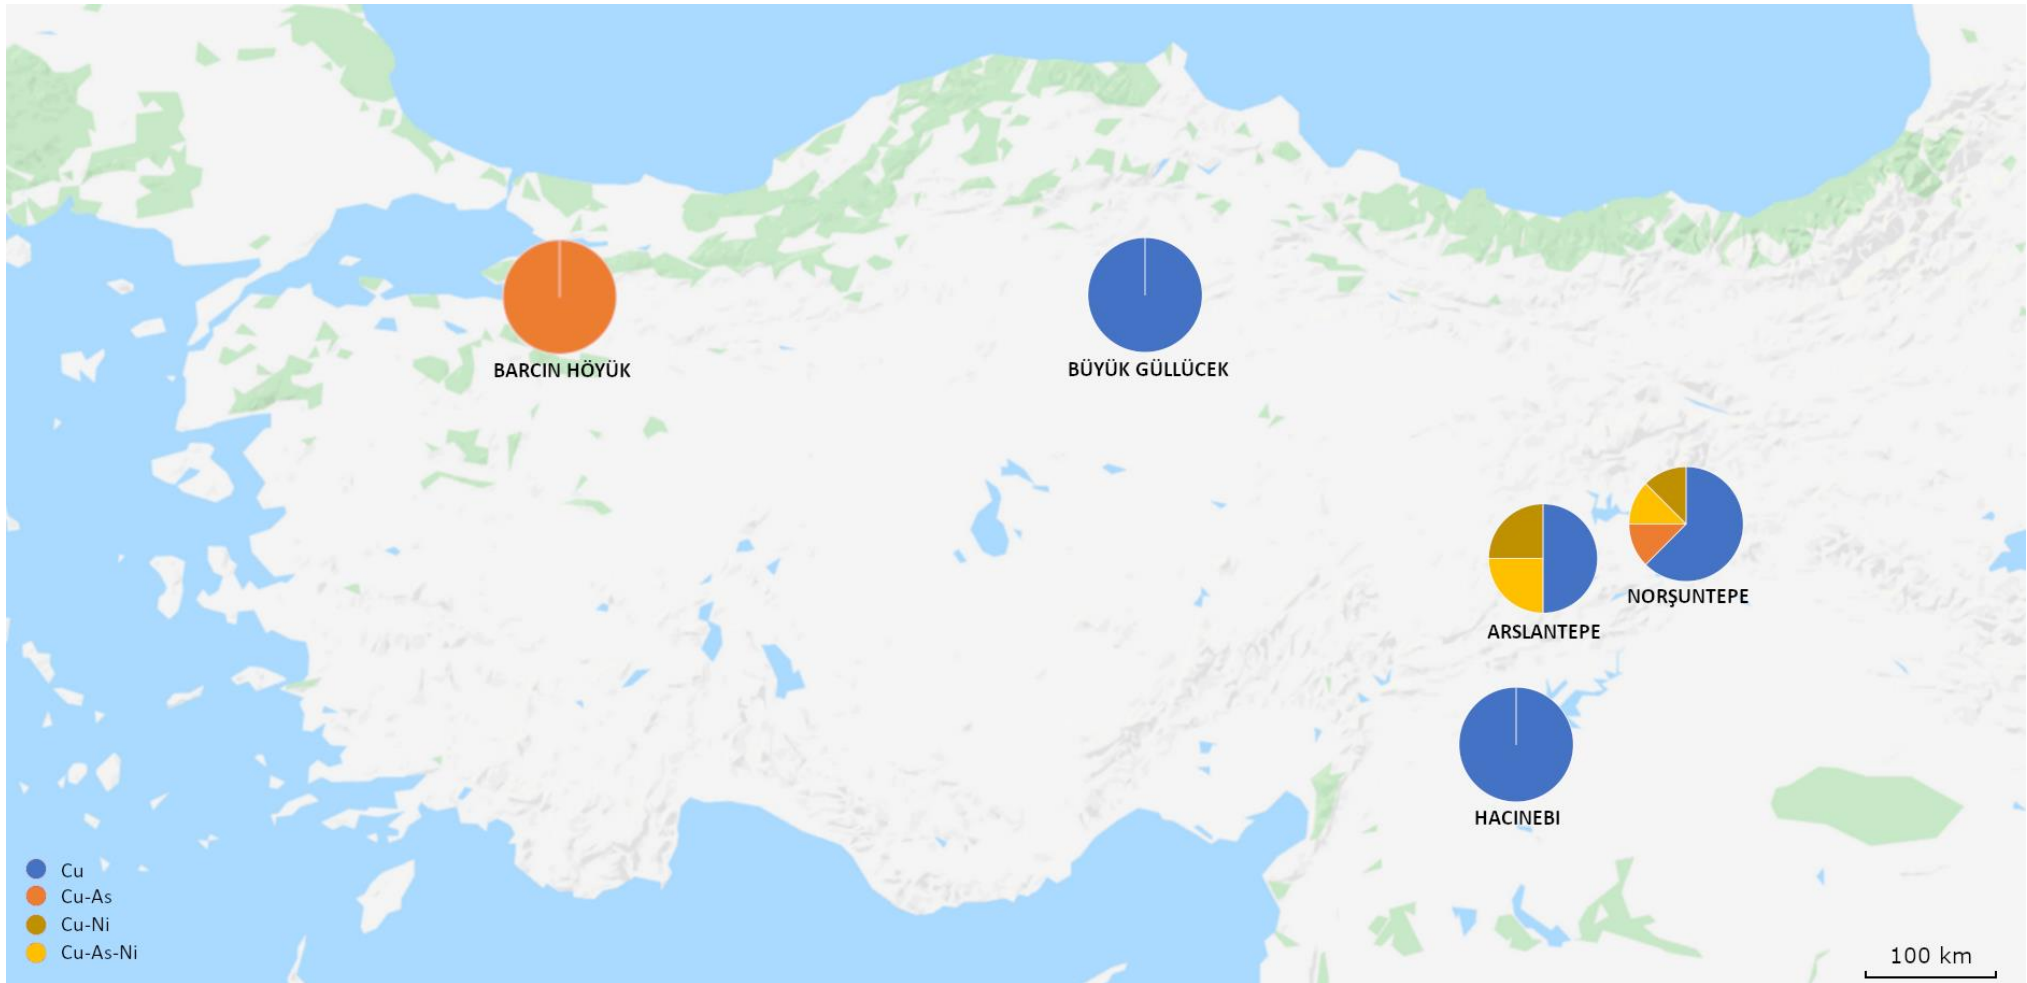 BARCIN HÖYÜK
BÜYÜK GÜLLÜCEK
NORŞUNTEPE
ARSLANTEPE
HACINEBI
Cu
Cu-As
Cu-Ni
Cu-As-Ni
100 km